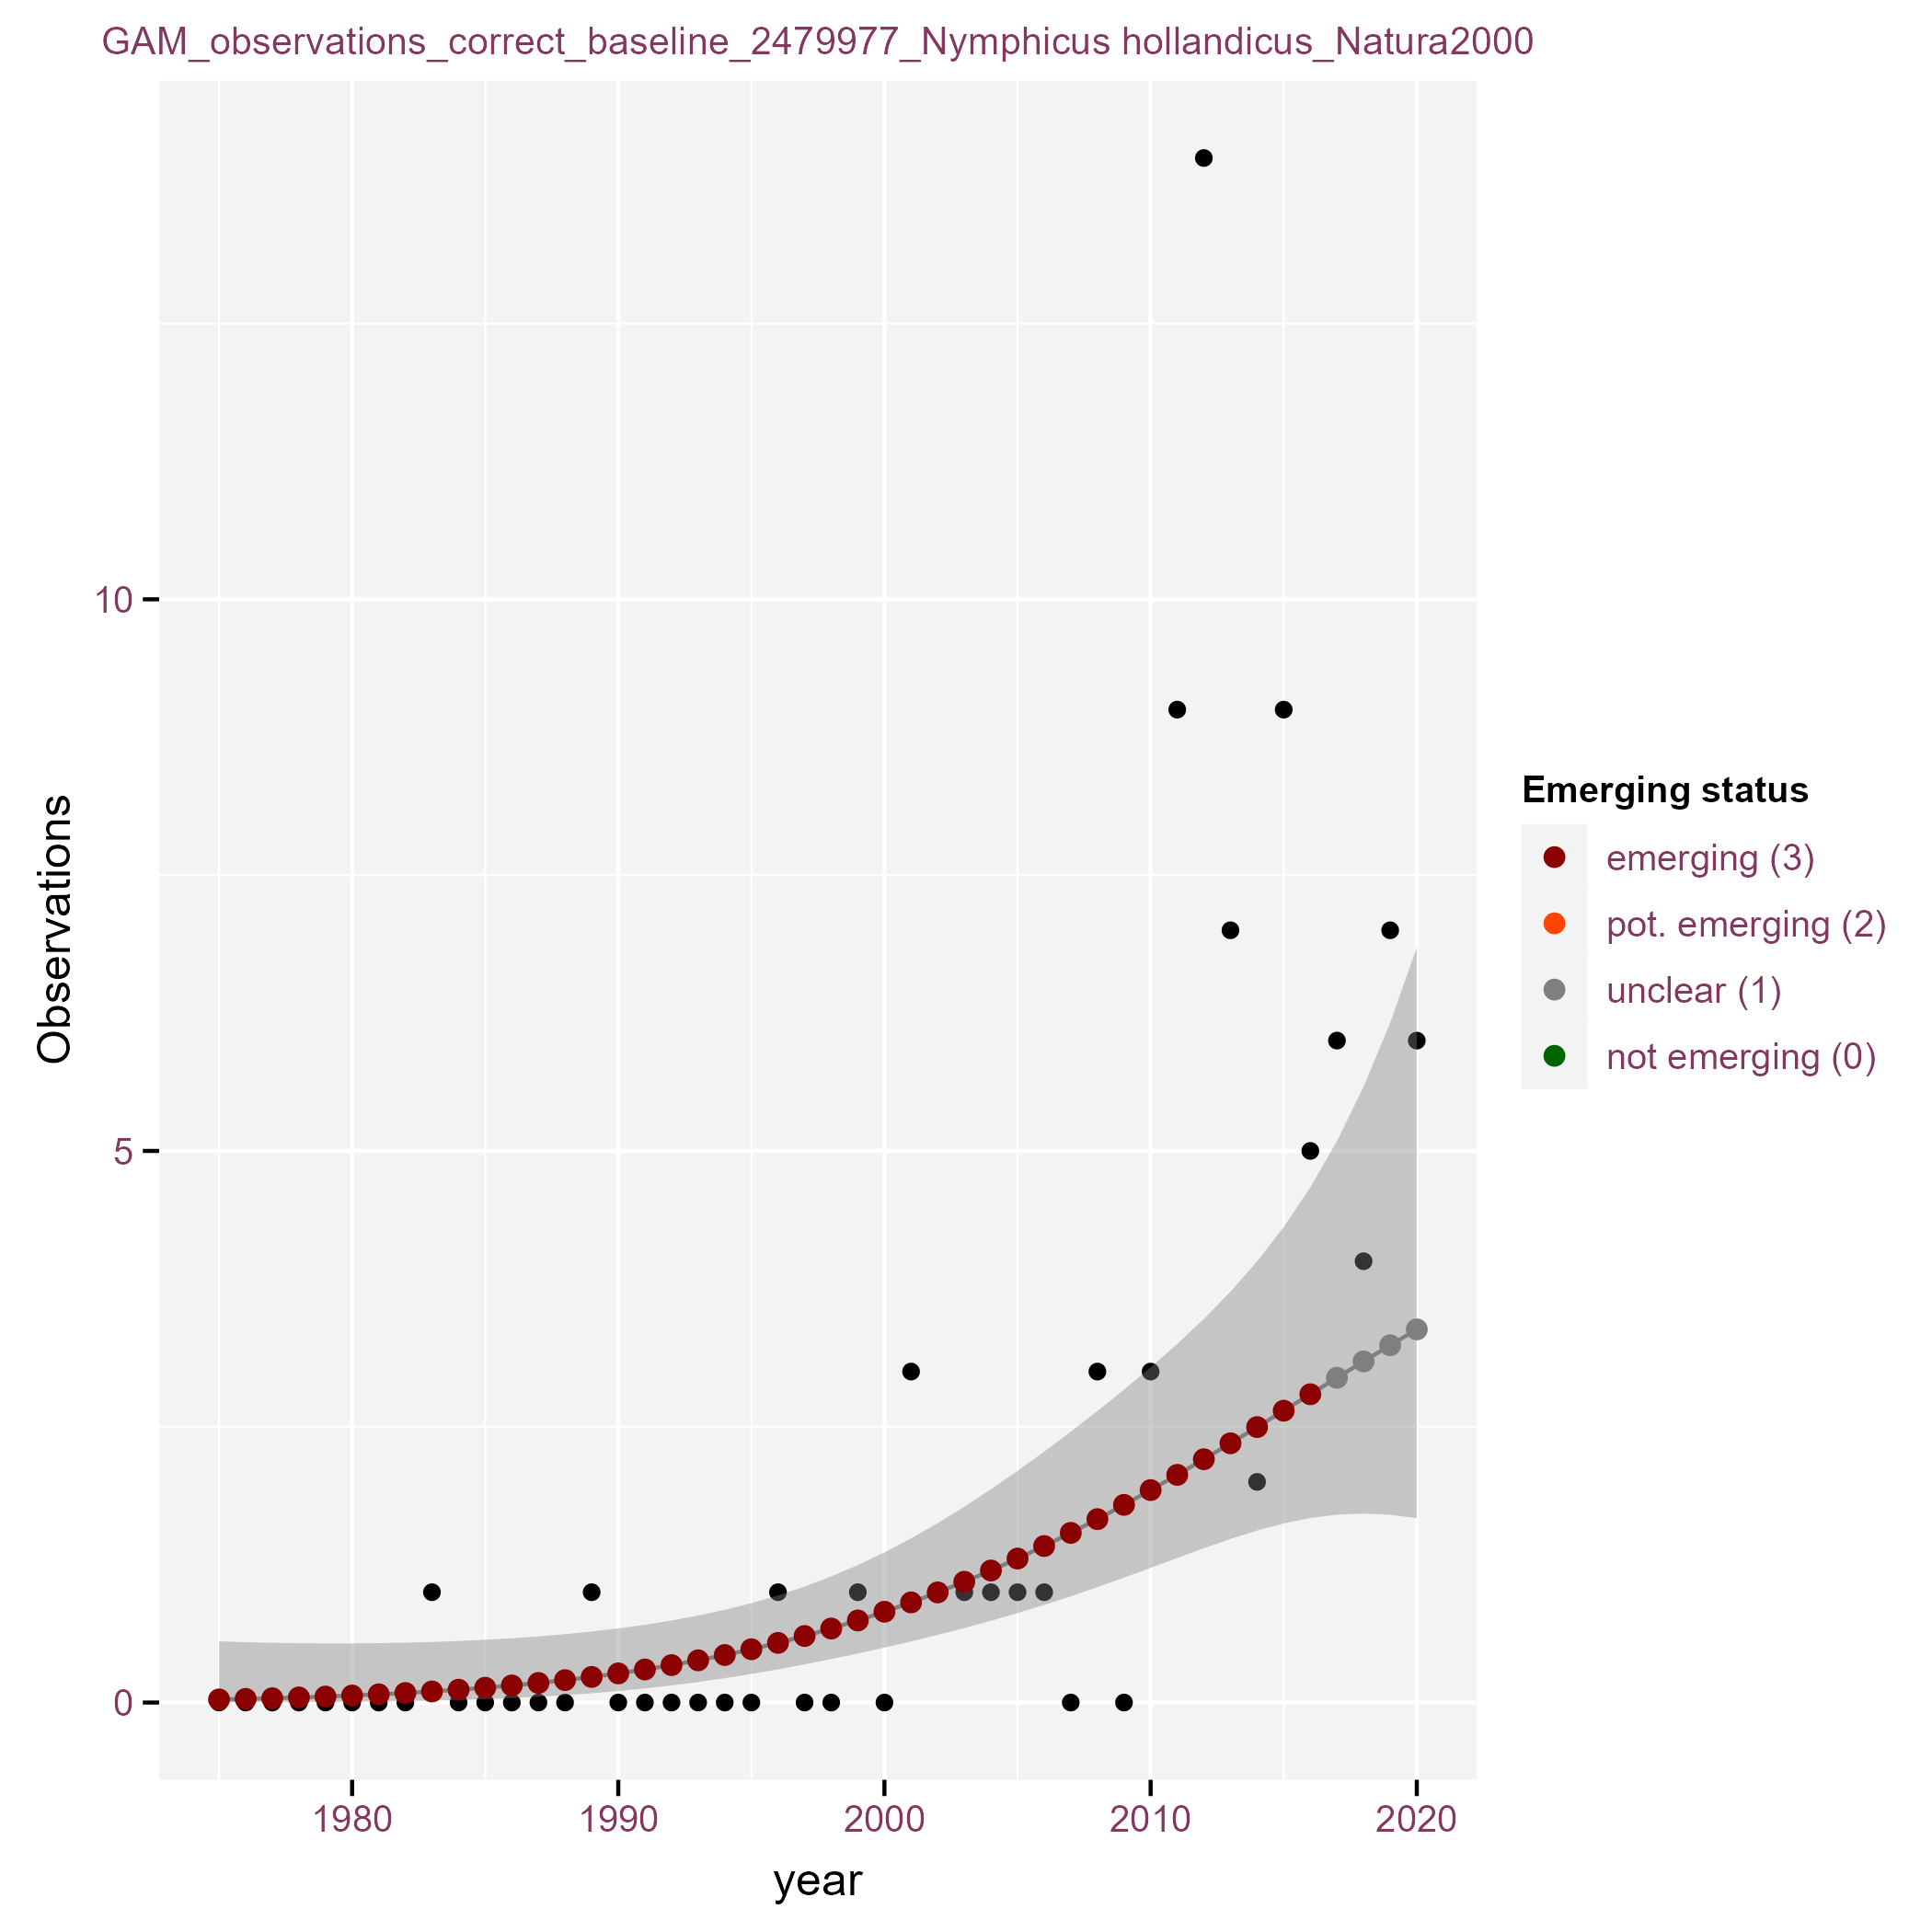 GAM_observations_correct_baseline_2479977_Nymphicus hollandicus_Natura2000
Observations
10
5
0
1980
1990
2000
2010
2020
year
Emerging status
emerging (3)
pot. emerging (2)
unclear (1)
not emerging (0)